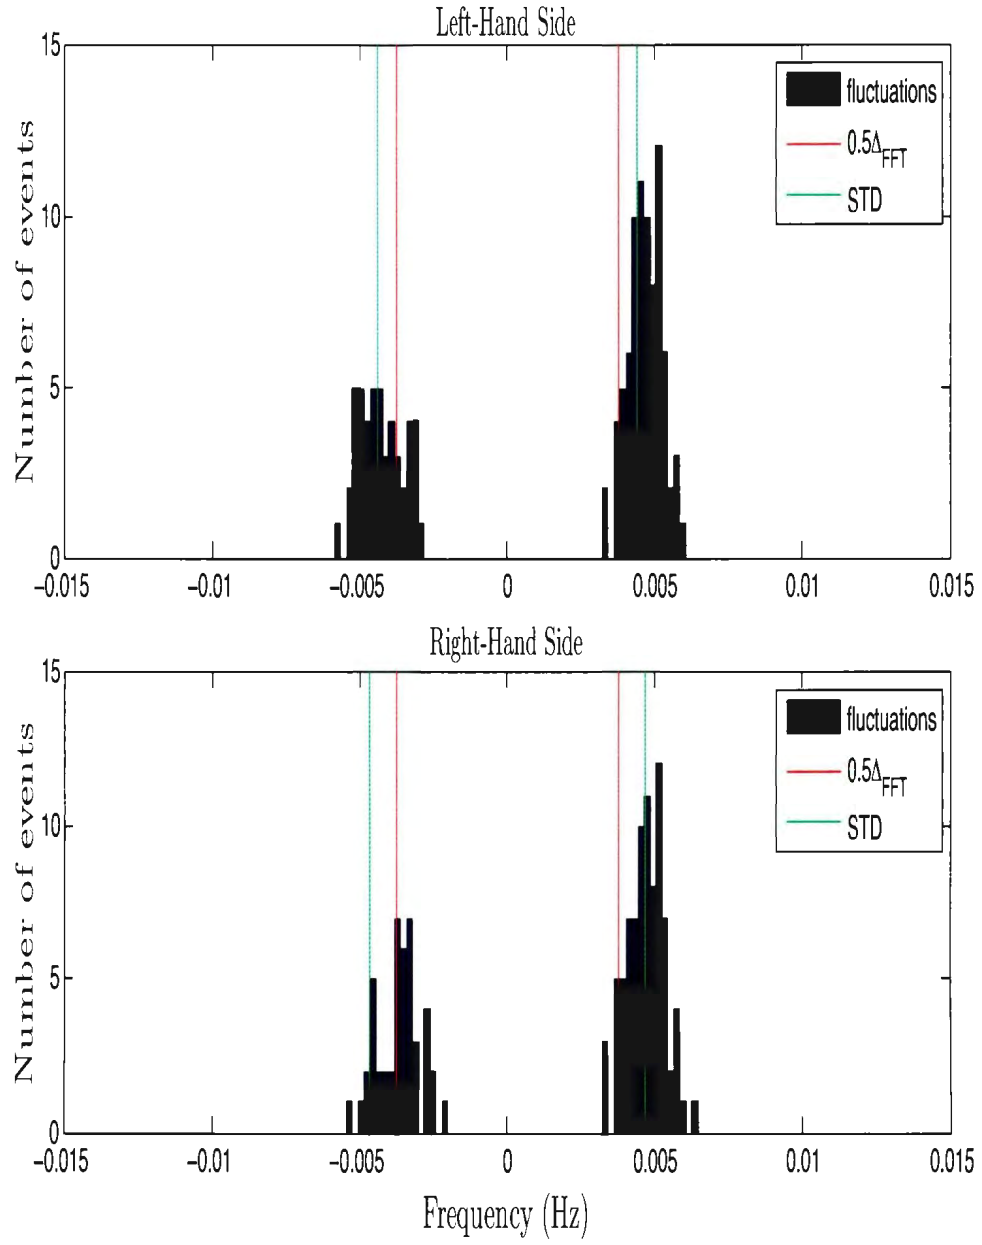 Left-Hand Side
15
10
5
0
Number of events
fluctuations
0.5Δ_FFT
STD
−0.015 −0.01 −0.005 0 0.005 0.01 0.015
Right-Hand Side
15
10
5
0
Number of events
fluctuations
0.5Δ_FFT
STD
−0.015 −0.01 −0.005 0 0.005 0.01 0.015
Frequency (Hz)